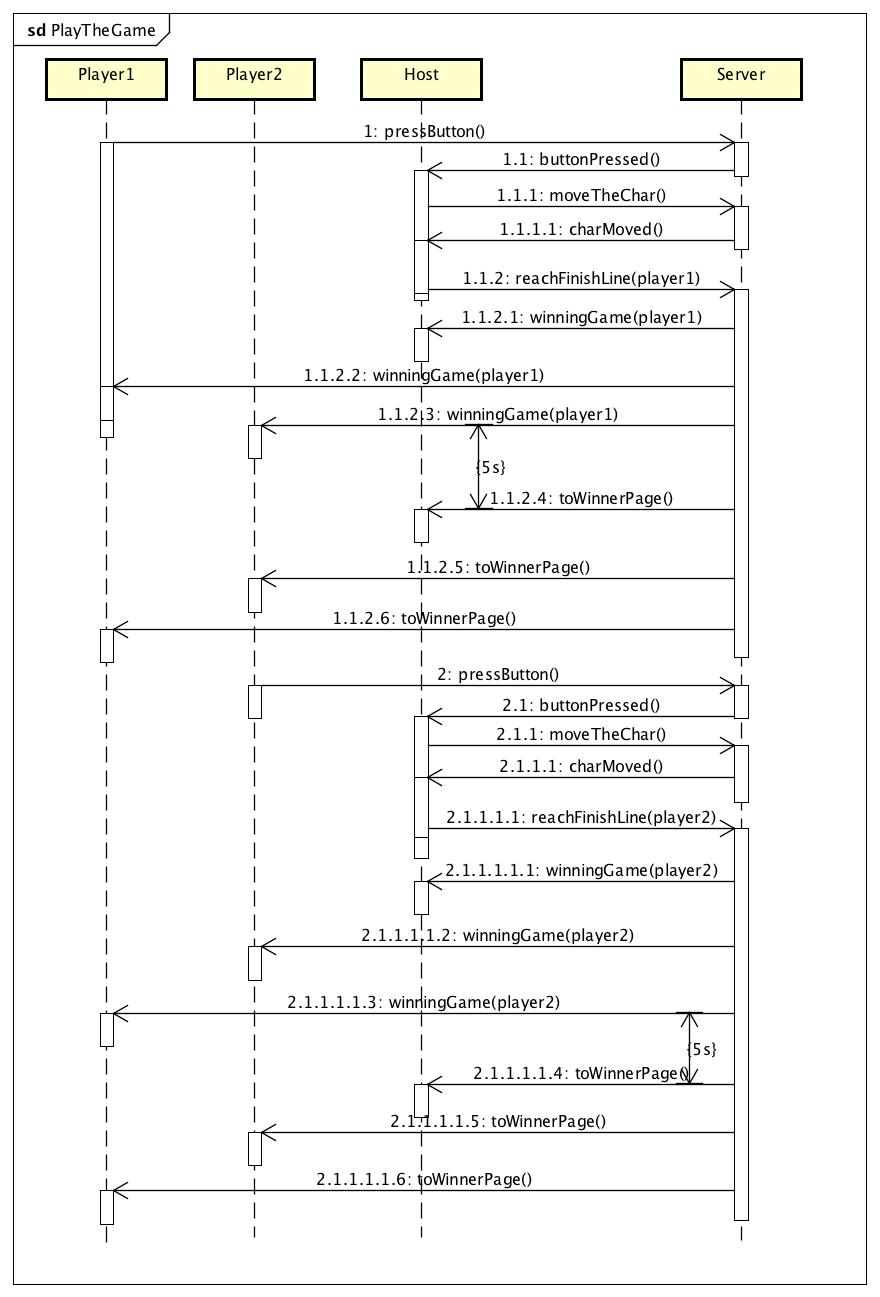 sd PlayTheGame
Player1
Player2
Host
Server
1: pressButton()
1.1: buttonPressed()
1.1.1: moveTheChar()
1.1.1.1: charMoved()
1.1.2: reachFinishLine(player1)
1.1.2.1: winningGame(player1)
1.1.2.2: winningGame(player1)
1.1.2.3: winningGame(player1)
{5s}
1.1.2.4: toWinnerPage()
1.1.2.5: toWinnerPage()
1.1.2.6: toWinnerPage()
2: pressButton()
2.1: buttonPressed()
2.1.1: moveTheChar()
2.1.1.1: charMoved()
2.1.1.1.1: reachFinishLine(player2)
2.1.1.1.1.1: winningGame(player2)
2.1.1.1.1.2: winningGame(player2)
2.1.1.1.1.3: winningGame(player2)
{5s}
2.1.1.1.1.4: toWinnerPage()
2.1.1.1.1.5: toWinnerPage()
2.1.1.1.1.6: toWinnerPage()